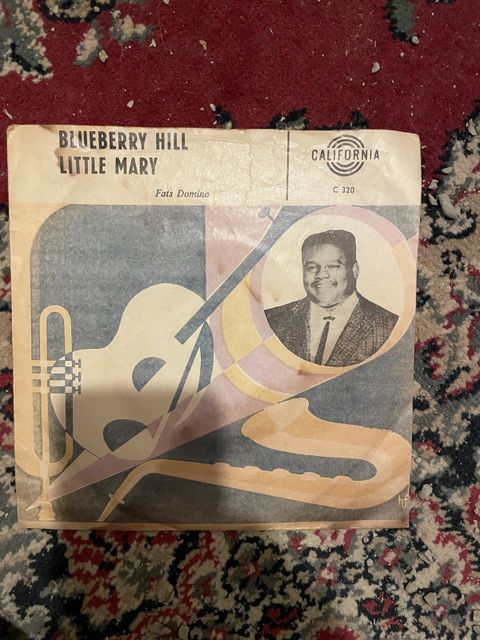 BLUEBERRY HILL
LITTLE MARY
Fats Domino
CALIFORNIA
C 320